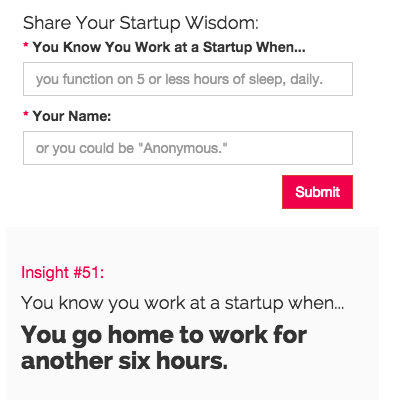 Share Your Startup Wisdom:
* You Know You Work at a Startup When...
you function on 5 or less hours of sleep, daily.
* Your Name:
or you could be "Anonymous."
Submit
Insight #51:
You know you work at a startup when...
You go home to work for
another six hours.